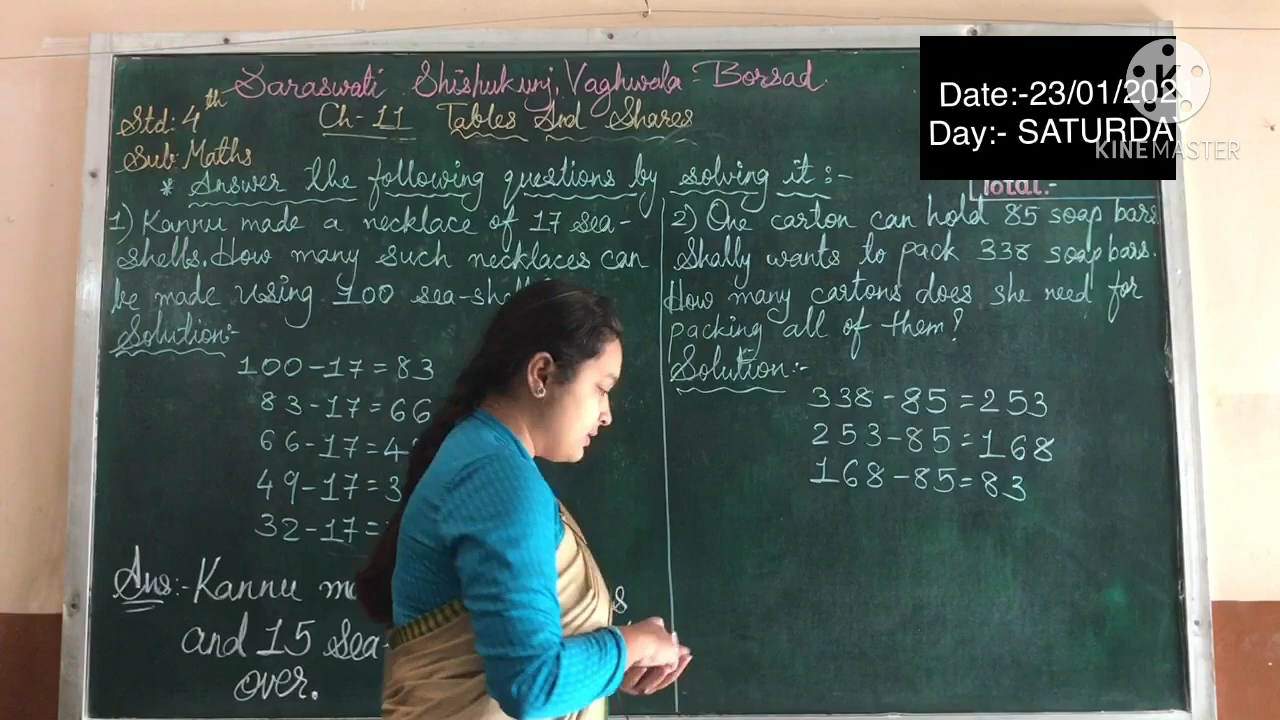 Saraswati Shishukunj, Vaghwala - Borsad
Std: 4th
Ch-11 Tables And Shares
Sub: Maths
* Answer the following questions by solving it :-
1) Kannu made a necklace of 17 sea-
shells. How many such necklaces can
be made using 100 sea-
Solution:-
100-17=83
83-17=66
66-17=4
49-17=3
32-17=
Ans:- Kannu
and 15 Sea-
over.
Total:-
2) One carton can hold 85 soap bars
Shally wants to pack 338 soap bars.
How many cartons does she need for
packing all of them?
Solution:-
338-85=253
253-85=168
168-85=83
Date:-23/01/202
Day:- SATURDAY
K
KINEMASTER